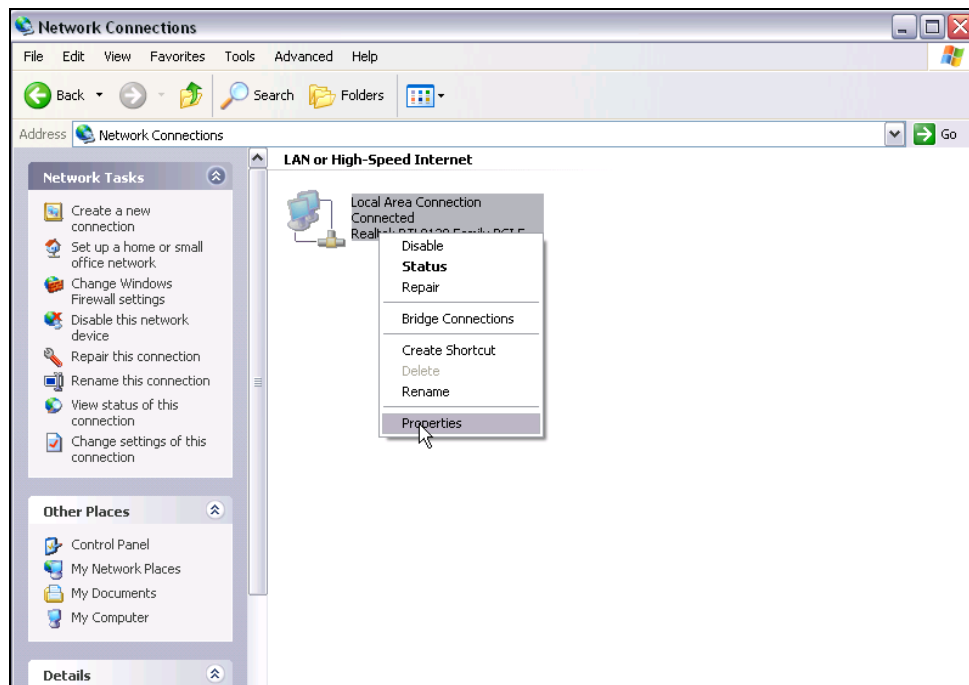 Network Connections
File Edit View Favorites Tools Advanced Help
Back Search Folders
Address Network Connections Go
Network Tasks
Create a new
connection
Set up a home or small
office network
Change Windows
Firewall settings
Disable this network
device
Repair this connection
Rename this connection
View status of this
connection
Change settings of this
connection
Other Places
Control Panel
My Network Places
My Documents
My Computer
Details
LAN or High-Speed Internet
Local Area Connection
Connected
Disable
Status
Repair
Bridge Connections
Create Shortcut
Delete
Rename
Properties